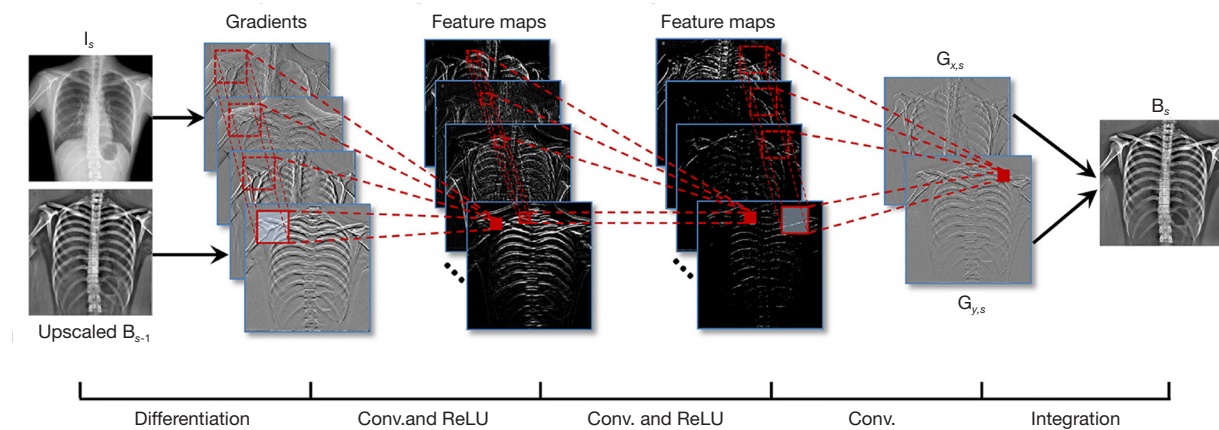 Gradients
Feature maps
Feature maps
I_s
G_x,s
B_s
G_y,s
Upscaled B_s-1
Differentiation
Conv.and ReLU
Conv. and ReLU
Conv.
Integration